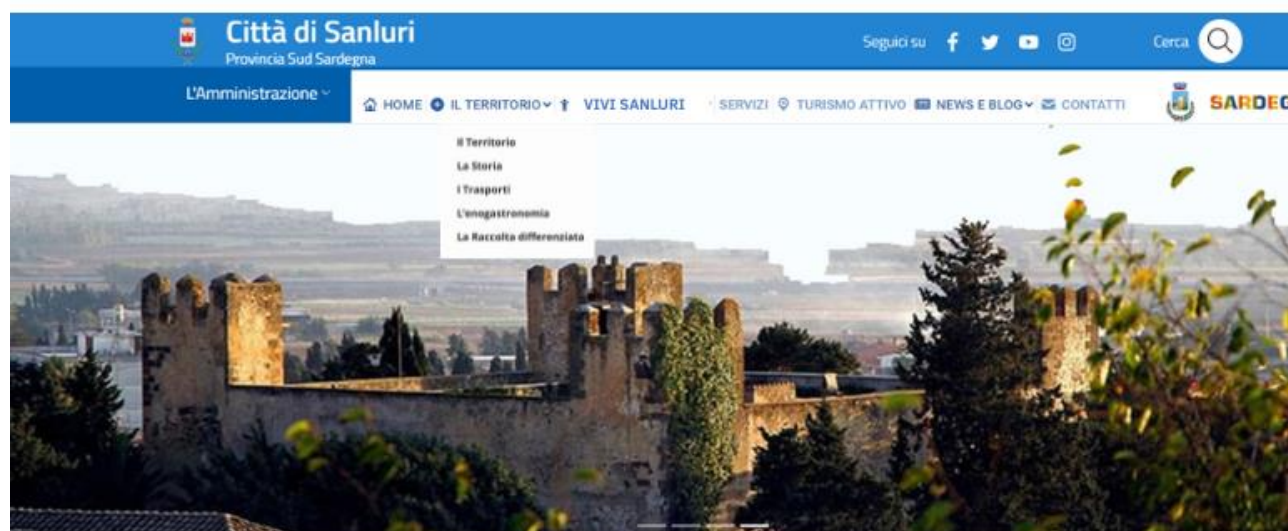 Città di Sanluri
Provincia Sud Sardegna
Seguici su
Cerca
L'Amministrazione
HOME IL TERRITORIO VIVI SANLURI SERVIZI TURISMO ATTIVO NEWS E BLOG CONTATTI
SARDEG
Il Territorio
La Storia
I Trasporti
L'enogastronomia
La Raccolta differenziata